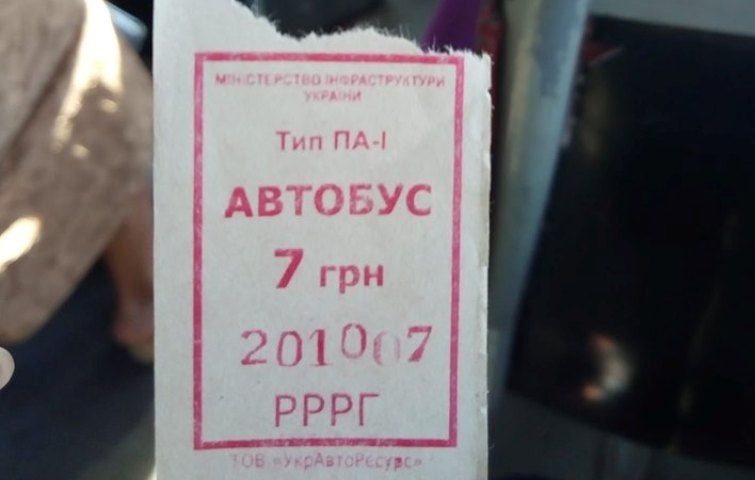 МІНІСТЕРСТВО ІНФРАСТРУКТУРИ
УКРАЇНИ
Тип ПА-І
АВТОБУС
7 грн
201007
РРРГ
ТОВ «УкрАвтоРесурс»